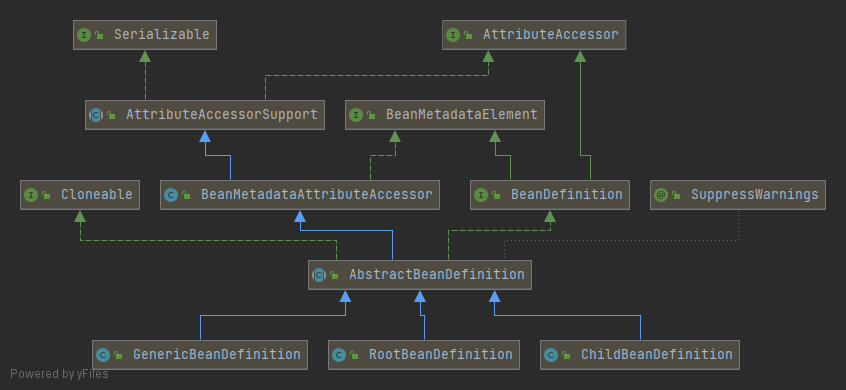 Serializable
AttributeAccessor
AttributeAccessorSupport
BeanMetadataElement
Cloneable
BeanMetadataAttributeAccessor
BeanDefinition
SuppressWarnings
AbstractBeanDefinition
GenericBeanDefinition
RootBeanDefinition
ChildBeanDefinition
Powered by yFiles